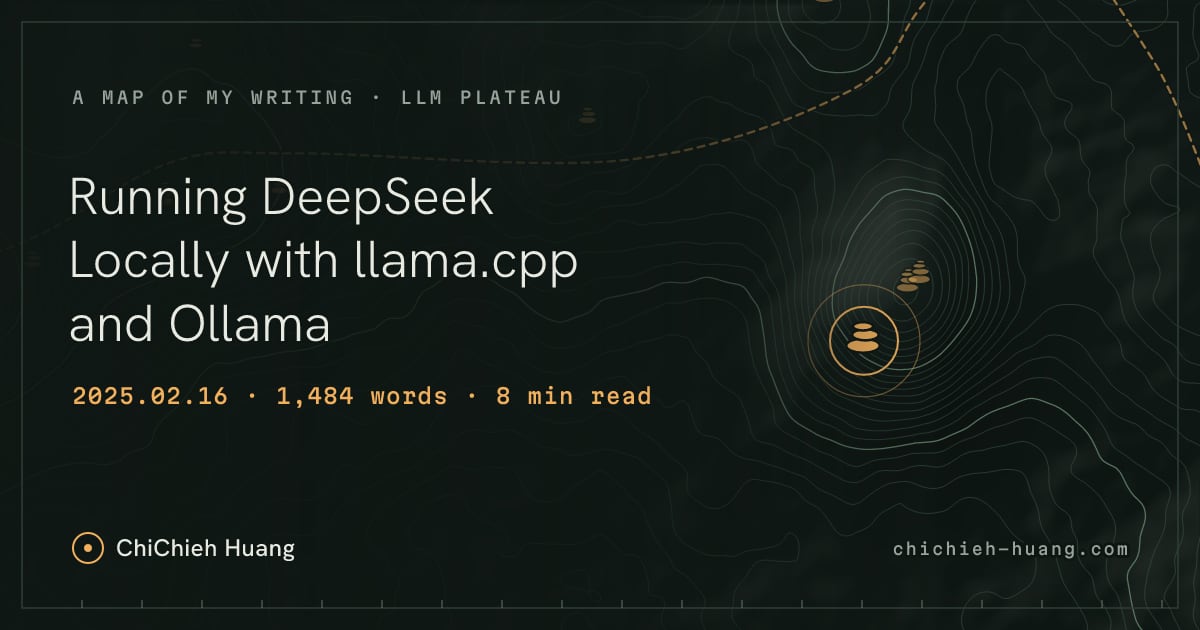 A MAP OF MY WRITING · LLM PLATEAU
Running DeepSeek
Locally with llama.cpp
and Ollama
2025.02.16 · 1,484 words · 8 min read
ChiChieh Huang
chichieh-huang.com